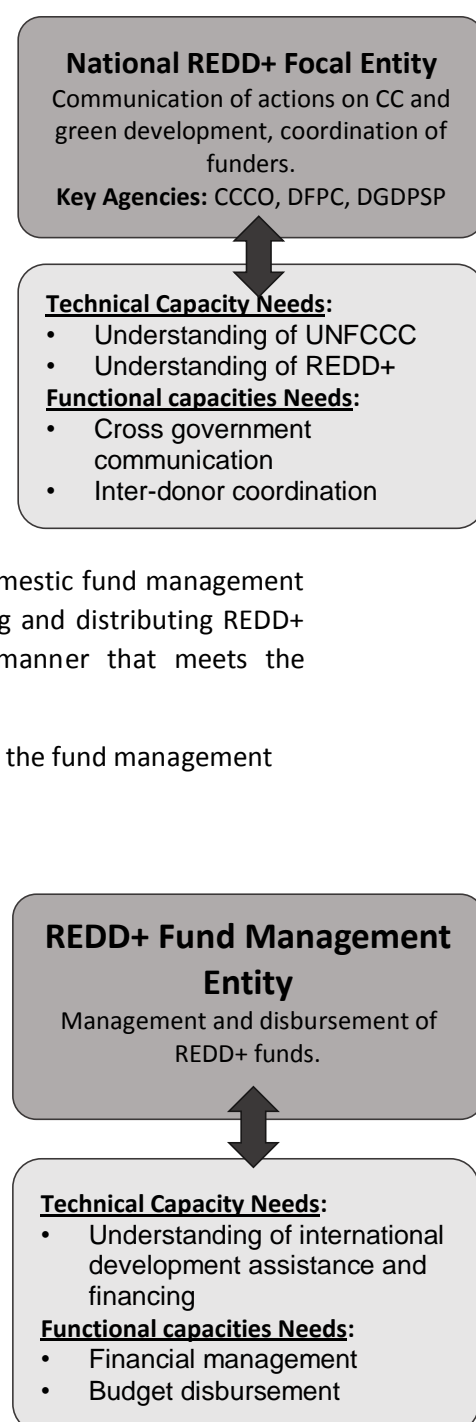 National REDD+ Focal Entity
Communication of actions on CC and
green development, coordination of
funders.
Key Agencies: CCCO, DFPC, DGDPSP
Technical Capacity Needs:
• Understanding of UNFCCC
• Understanding of REDD+
Functional capacities Needs:
• Cross government
communication
• Inter-donor coordination
mestic fund management
g and distributing REDD+
manner that meets the
the fund management
REDD+ Fund Management
Entity
Management and disbursement of
REDD+ funds.
Technical Capacity Needs:
• Understanding of international
development assistance and
financing
Functional capacities Needs:
• Financial management
• Budget disbursement